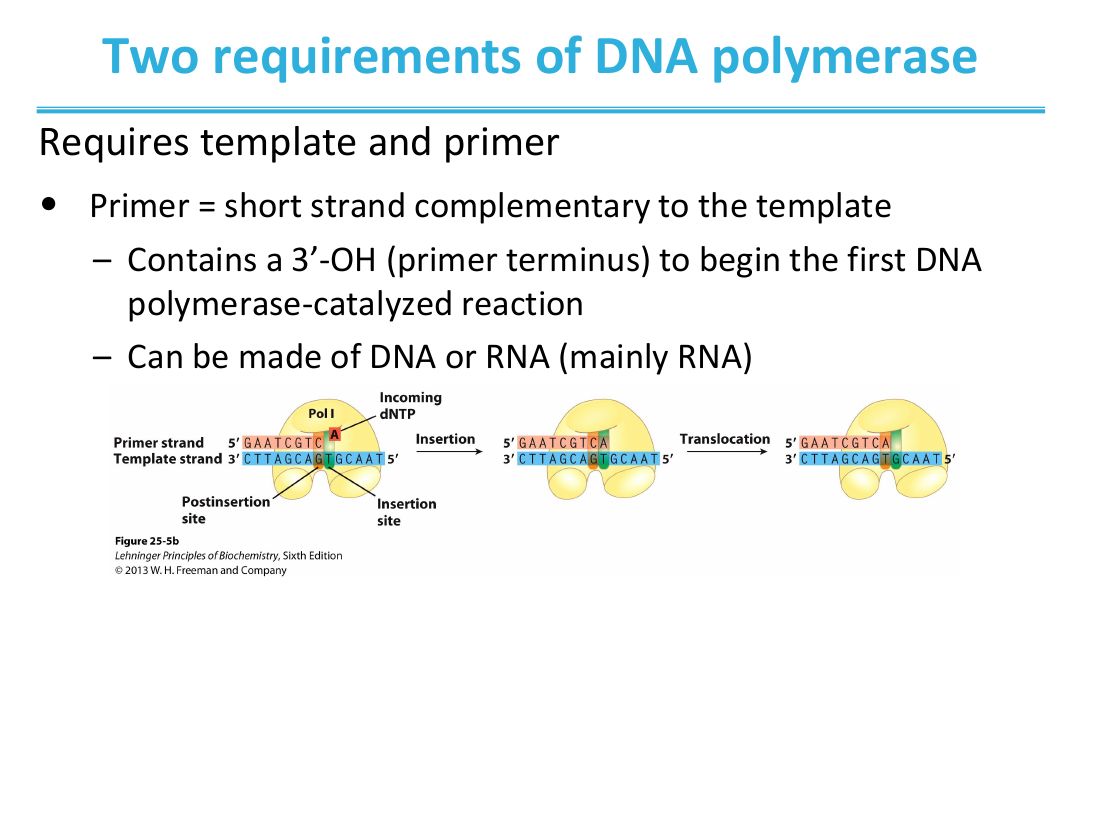 Two requirements of DNA polymerase
Requires template and primer
● Primer = short strand complementary to the template
– Contains a 3’-OH (primer terminus) to begin the first DNA
polymerase-catalyzed reaction
– Can be made of DNA or RNA (mainly RNA)
Incoming
dNTP
Pol I
A
Insertion
Translocation
Primer strand 5′ GAATCGTC
Template strand 3′ CTTAGCAGTGCAAT 5′
5′ GAATCGTCA
3′ CTTAGCAGTGCAAT 5′
5′ GAATCGTCA
3′ CTTAGCAGTGCAAT 5′
Postinsertion
site
Insertion
site
Figure 25-5b
Lehninger Principles of Biochemistry, Sixth Edition
© 2013 W. H. Freeman and Company